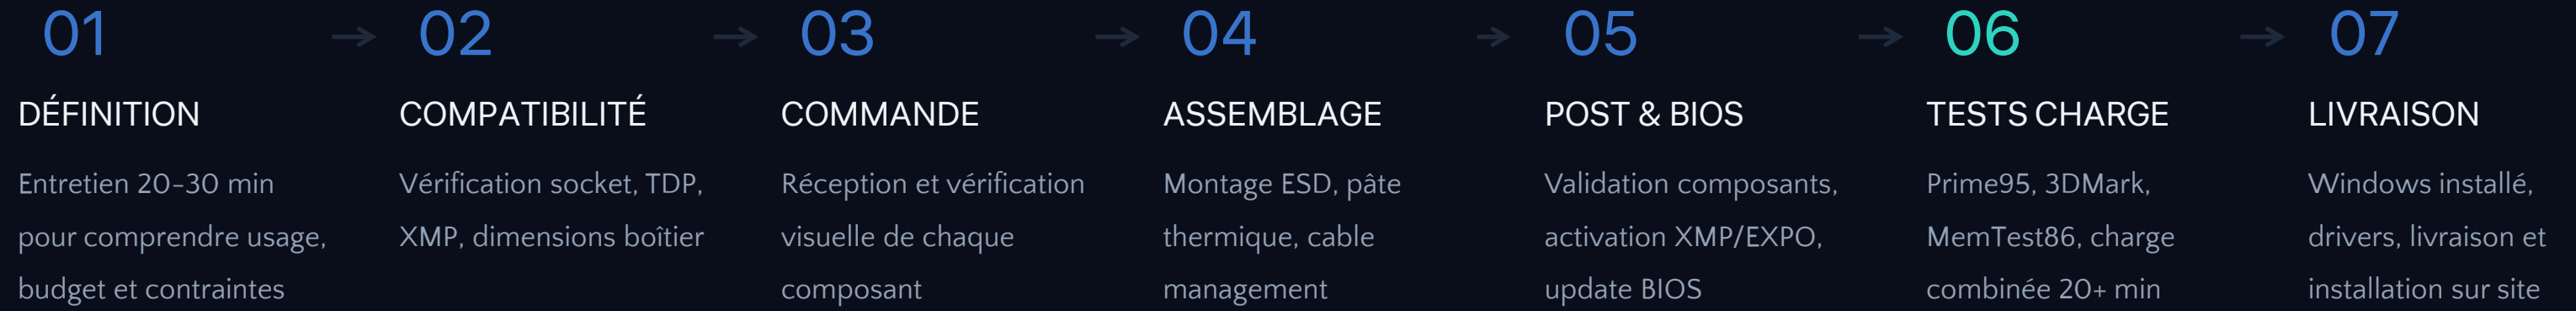 01
DÉFINITION
Entretien 20-30 min
pour comprendre usage,
budget et contraintes
02
COMPATIBILITÉ
Vérification socket, TDP,
XMP, dimensions boîtier
03
COMMANDE
Réception et vérification
visuelle de chaque
composant
04
ASSEMBLAGE
Montage ESD, pâte
thermique, cable
management
05
POST & BIOS
Validation composants,
activation XMP/EXPO,
update BIOS
06
TESTS CHARGE
Prime95, 3DMark,
MemTest86, charge
combinée 20+ min
07
LIVRAISON
Windows installé,
drivers, livraison et
installation sur site